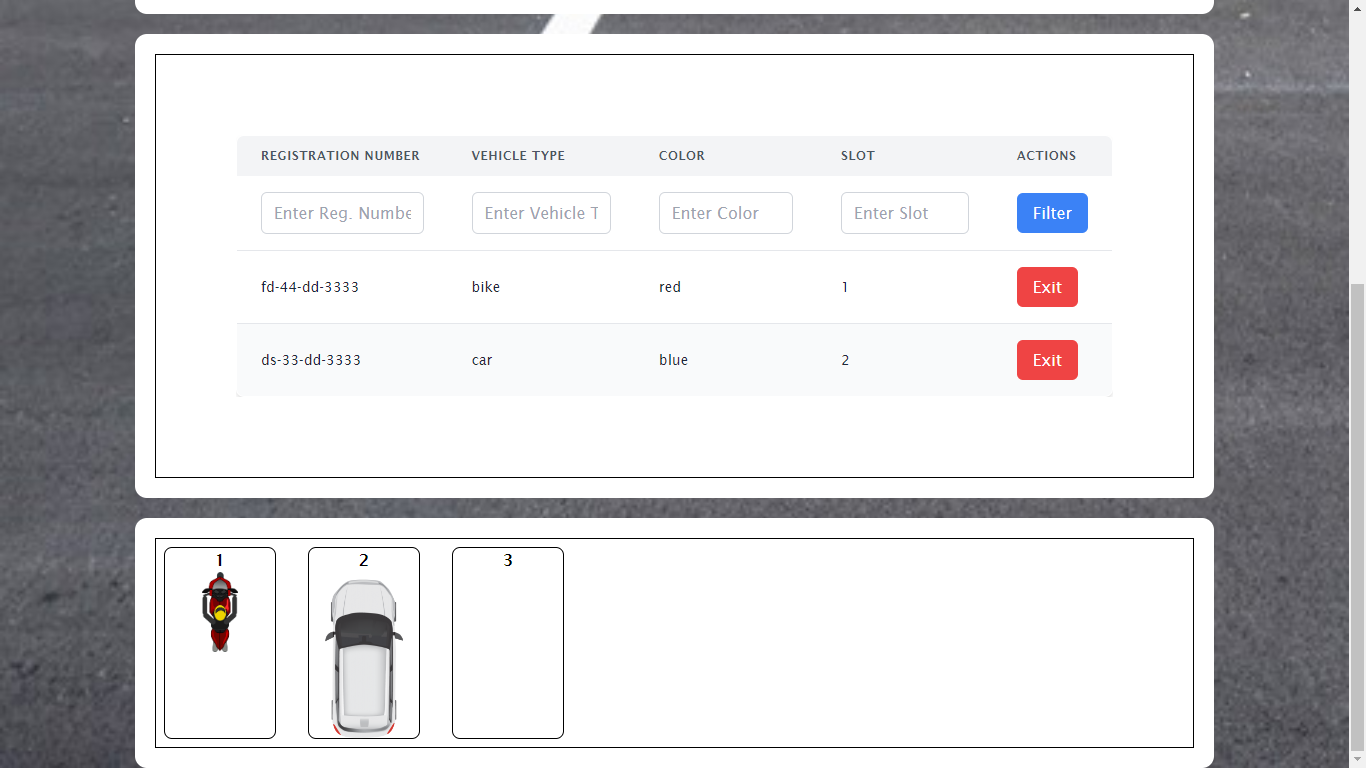 REGISTRATION NUMBER VEHICLE TYPE COLOR SLOT ACTIONS
Enter Reg. Numbe Enter Vehicle T Enter Color Enter Slot Filter
fd-44-dd-3333 bike red 1 Exit
ds-33-dd-3333 car blue 2 Exit
1 2 3